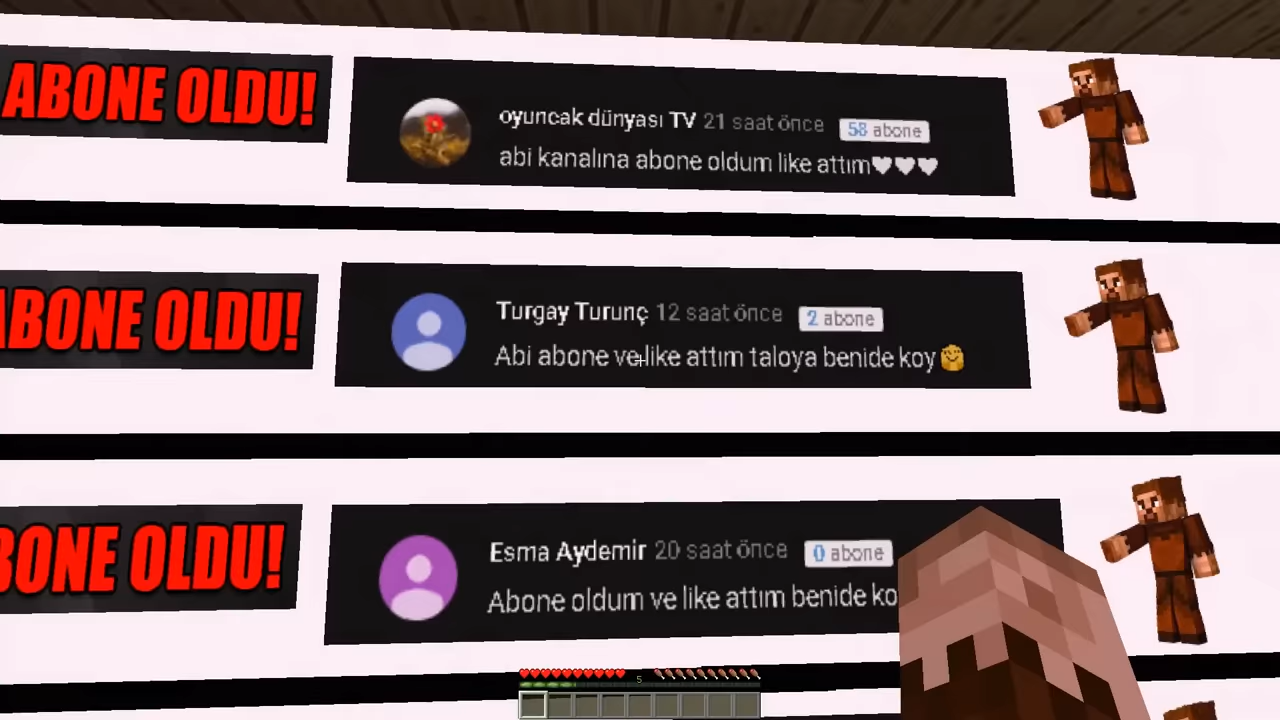 ABONE OLDU!
oyuncak dünyası TV 21 saat önce 58 abone
abi kanalına abone oldum like attım♥♥♥
ABONE OLDU!
Turgay Turunç 12 saat önce 2 abone
Abi abone ve like attım taloya benide koy
BONE OLDU!
Esma Aydemir 20 saat önce 0 abone
Abone oldum ve like attım benide ko
5